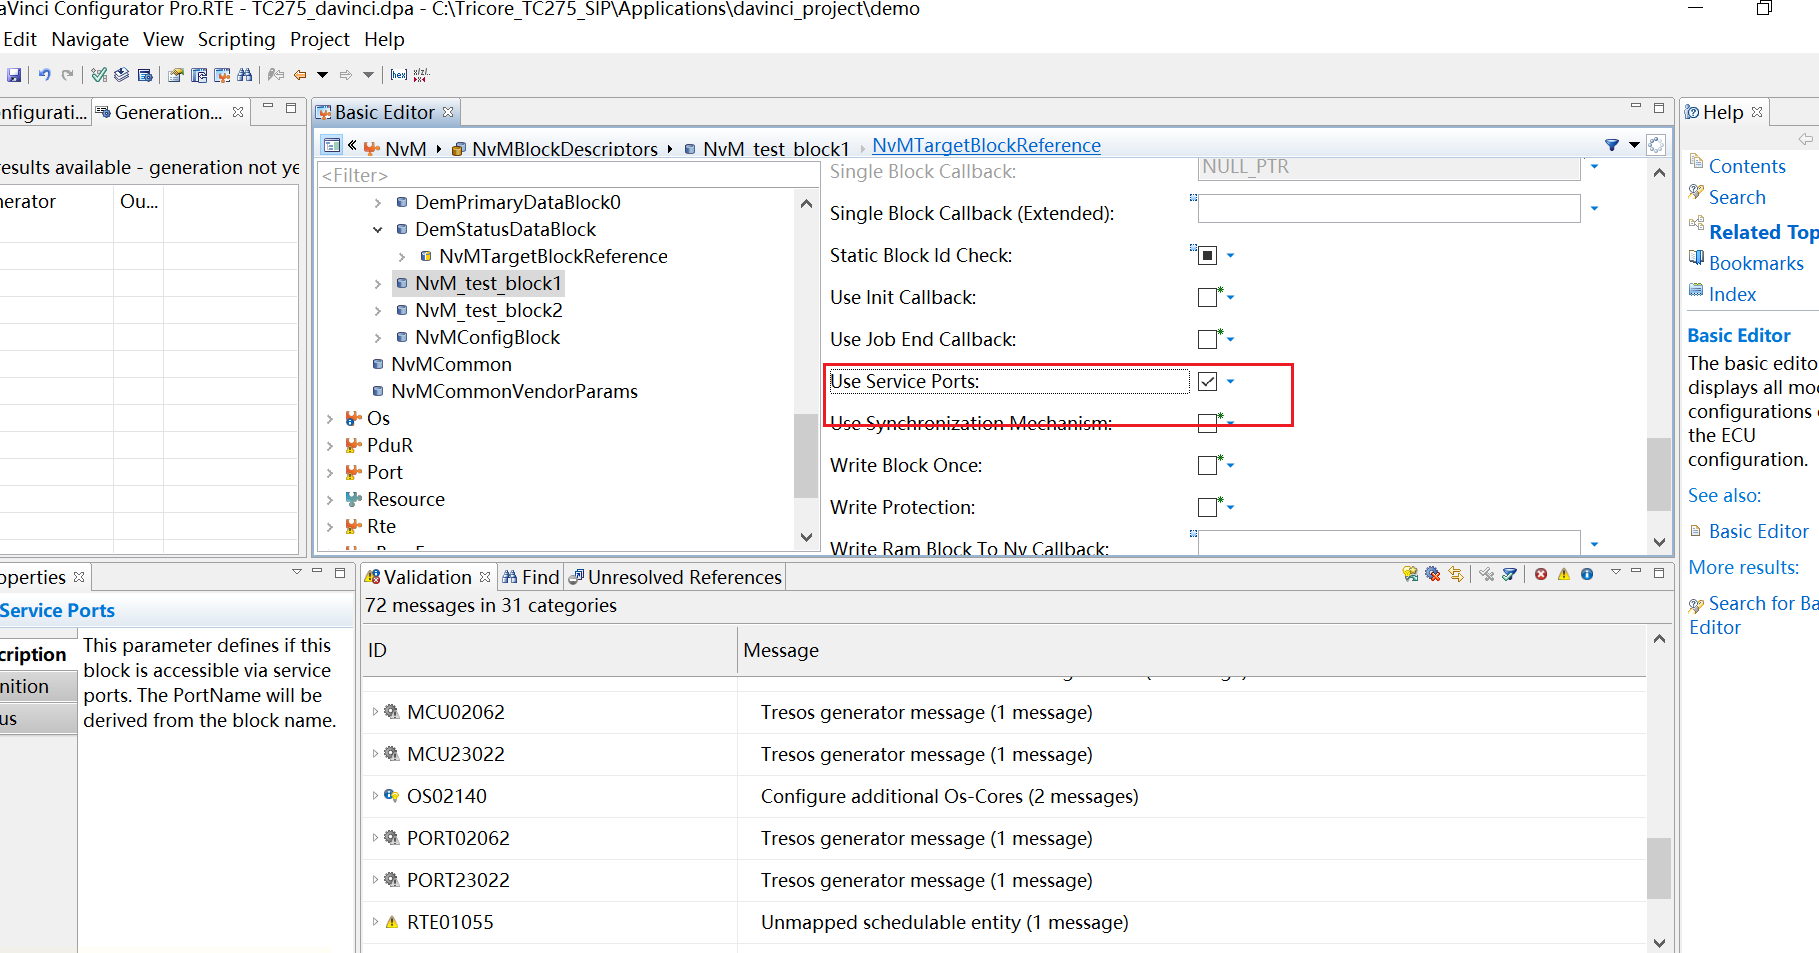 aVinci Configurator Pro.RTE - TC275_davinci.dpa - C:\Tricore_TC275_SIP\Applications\davinci_project\demo
Edit Navigate View Scripting Project Help
nfigurati... Generation...
esults available - generation not ye
nerator Ou...
Basic Editor
« NvM NvMBlockDescriptors NvM test block1 NvMTargetBlockReference
<Filter>
DemPrimaryDataBlock0
DemStatusDataBlock
NvMTargetBlockReference
NvM_test_block1
NvM_test_block2
NvMConfigBlock
NvMCommon
NvMCommonVendorParams
Os
PduR
Port
Resource
Rte
Single Block Callback: NULL_PTR
Single Block Callback (Extended):
Static Block Id Check:
Use Init Callback:
Use Job End Callback:
Use Service Ports:
Use Synchronization Mechanism:
Write Block Once:
Write Protection:
Write Ram Block To Nv Callback:
Help
Contents
Search
Related Top
Bookmarks
Index
Basic Editor
The basic edito
displays all mo
configurations
the ECU
configuration.
See also:
Basic Editor
More results:
Search for Ba
Editor
operties
Service Ports
cription
nition
us
This parameter defines if this
block is accessible via service
ports. The PortName will be
derived from the block name.
Validation Find Unresolved References
72 messages in 31 categories
ID Message
MCU02062 Tresos generator message (1 message)
MCU23022 Tresos generator message (1 message)
OS02140 Configure additional Os-Cores (2 messages)
PORT02062 Tresos generator message (1 message)
PORT23022 Tresos generator message (1 message)
RTE01055 Unmapped schedulable entity (1 message)